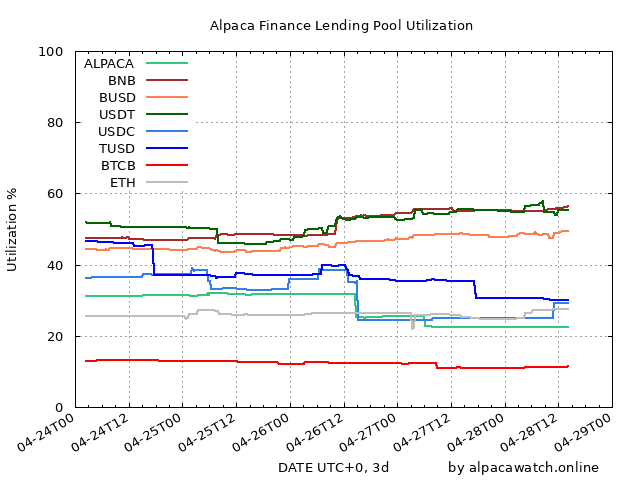 Alpaca Finance Lending Pool Utilization
100
80
60
40
20
0
Utilization %
ALPACA
BNB
BUSD
USDT
USDC
TUSD
BTCB
ETH
04-24T00
04-24T12
04-25T00
04-25T12
04-26T00
04-26T12
04-27T00
04-27T12
04-28T00
04-28T12
04-29T00
DATE UTC+0, 3d
by alpacawatch.online